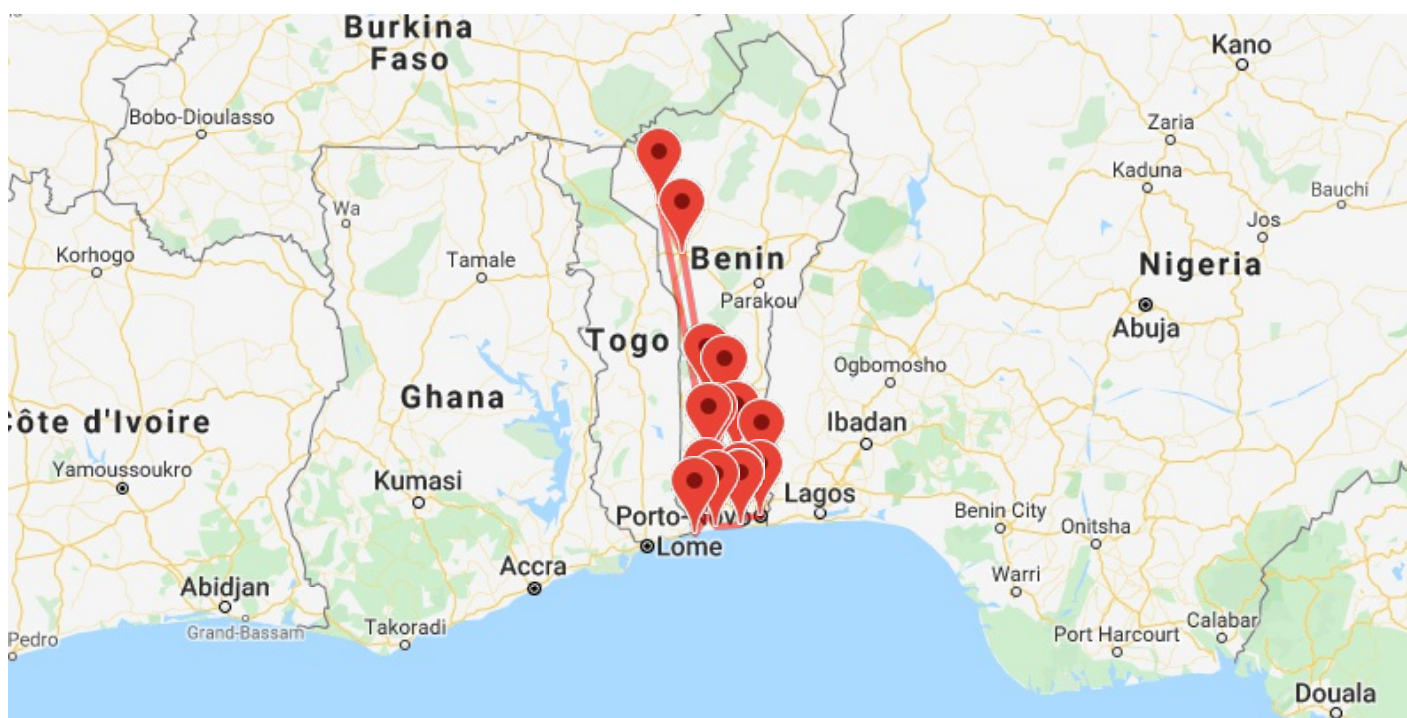 Burkina
Faso
Kano
Bobo-Dioulasso
Zaria
Kaduna
Bauchi
Wa
Jos
Korhogo
Tamale
Benin
Nigeria
Parakou
Abuja
Togo
Ogbomosho
Ghana
Côte d'Ivoire
Ibadan
Yamoussoukro
Kumasi
Lagos
Porto-Novo
Benin City
Onitsha
Lome
Accra
Warri
Abidjan
Grand-Bassam
Takoradi
Calabar
Pedro
Port Harcourt
Douala